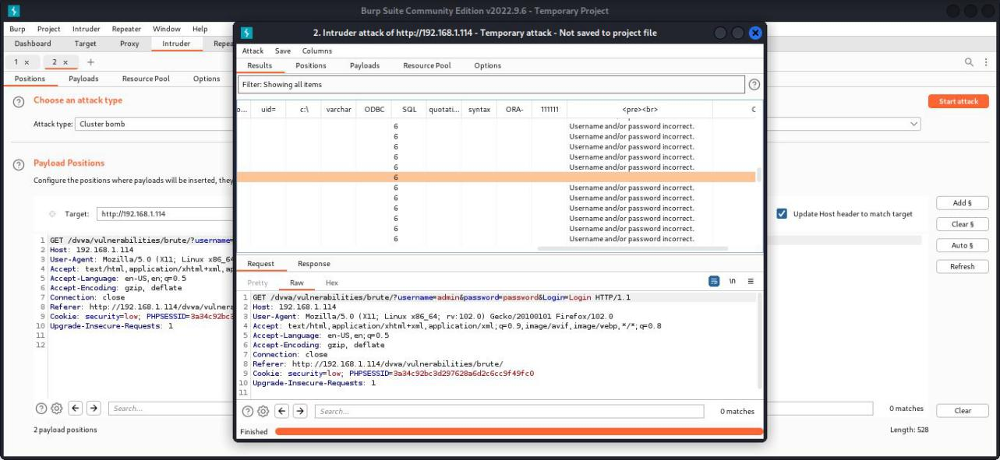 Burp Suite Community Edition v2022.9.6 - Temporary Project
Burp Project Intruder Repeater Window Help
Dashboard Target Proxy Intruder
1 × 2 × +
Positions Payloads Resource Pool Options
Choose an attack type
Start attack
Attack type: Cluster bomb
Payload Positions
Configure the positions where payloads will be inserted, they
Target: http://192.168.1.114
Update Host header to match target
Add §
Clear §
Auto §
Refresh
1 GET /dvwa/vulnerabilities/brute/?username=
2 Host: 192.168.1.114
3 User-Agent: Mozilla/5.0 (X11; Linux x86_64
4 Accept: text/html,application/xhtml+xml,ap
5 Accept-Language: en-US,en;q=0.5
6 Accept-Encoding: gzip, deflate
7 Connection: close
8 Referer: http://192.168.1.114/dvwa/vulnera
9 Cookie: security=low; PHPSESSID=3a34c92bc3
10 Upgrade-Insecure-Requests: 1
11
12
Search...
0 matches
Clear
2 payload positions
Length: 528
2. Intruder attack of http://192.168.1.114 - Temporary attack - Not saved to project file
Attack Save Columns
Results Positions Payloads Resource Pool Options
Filter: Showing all items
o... uid= c:\ varchar ODBC SQL quotati... syntax ORA- 111111 <pre><br> C
6 Username and/or password incorrect.
6 Username and/or password incorrect.
6 Username and/or password incorrect.
6 Username and/or password incorrect.
6 Username and/or password incorrect.
6
6 Username and/or password incorrect.
6 Username and/or password incorrect.
6 Username and/or password incorrect.
6 Username and/or password incorrect.
6 Username and/or password incorrect.
6 Username and/or password incorrect.
Request Response
Pretty Raw Hex
\n
1 GET /dvwa/vulnerabilities/brute/?username=admin&password=password&Login=Login HTTP/1.1
2 Host: 192.168.1.114
3 User-Agent: Mozilla/5.0 (X11; Linux x86_64; rv:102.0) Gecko/20100101 Firefox/102.0
4 Accept: text/html,application/xhtml+xml,application/xml;q=0.9,image/avif,image/webp,*/*;q=0.8
5 Accept-Language: en-US,en;q=0.5
6 Accept-Encoding: gzip, deflate
7 Connection: close
8 Referer: http://192.168.1.114/dvwa/vulnerabilities/brute/
9 Cookie: security=low; PHPSESSID=3a34c92bc3d297628a6d2c6cc9f49fc0
10 Upgrade-Insecure-Requests: 1
11
Search...
0 matches
Finished